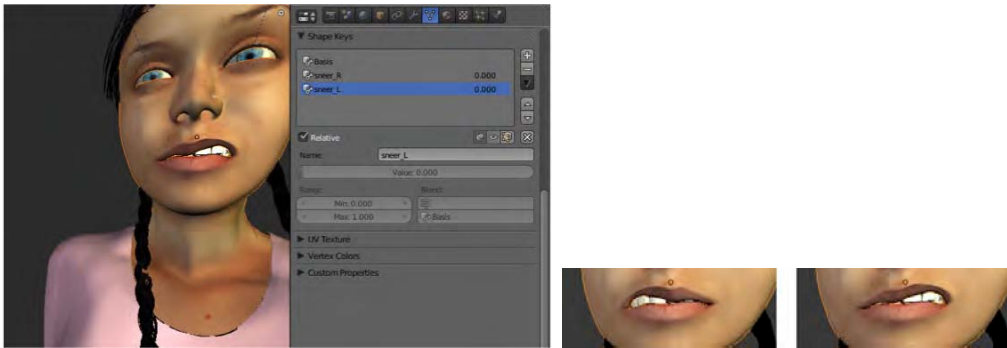 Shape Keys
Basis
sneer_R 0.000
sneer_L 0.000
Relative
Name: sneer_L
Value: 0.000
Range: Blend:
Min: 0.000
Max: 1.000 Basis
UV Texture
Vertex Colors
Custom Properties